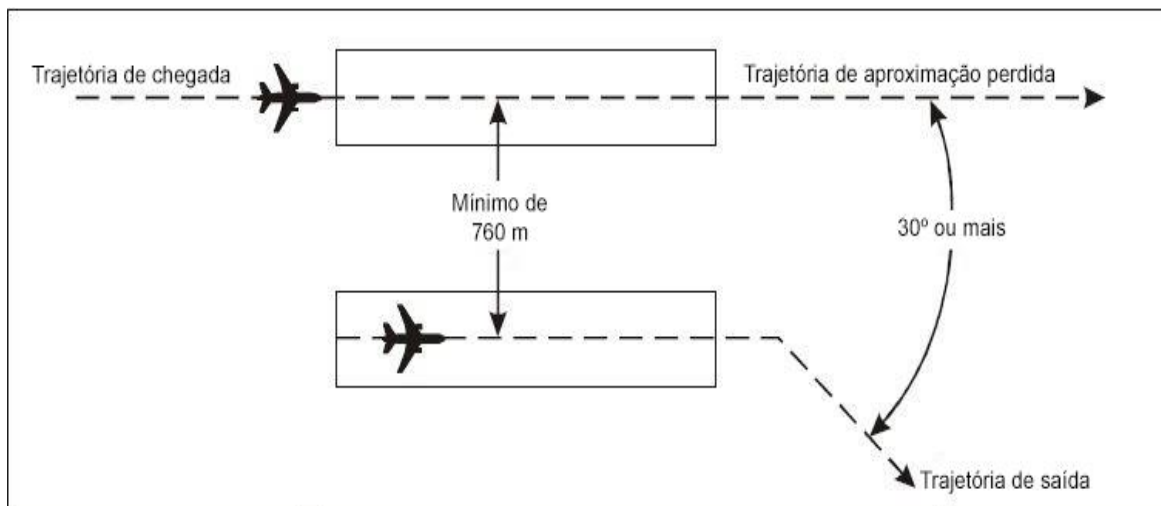 Trajetória de chegada
Trajetória de aproximação perdida
Mínimo de
760 m
30º ou mais
Trajetória de saída